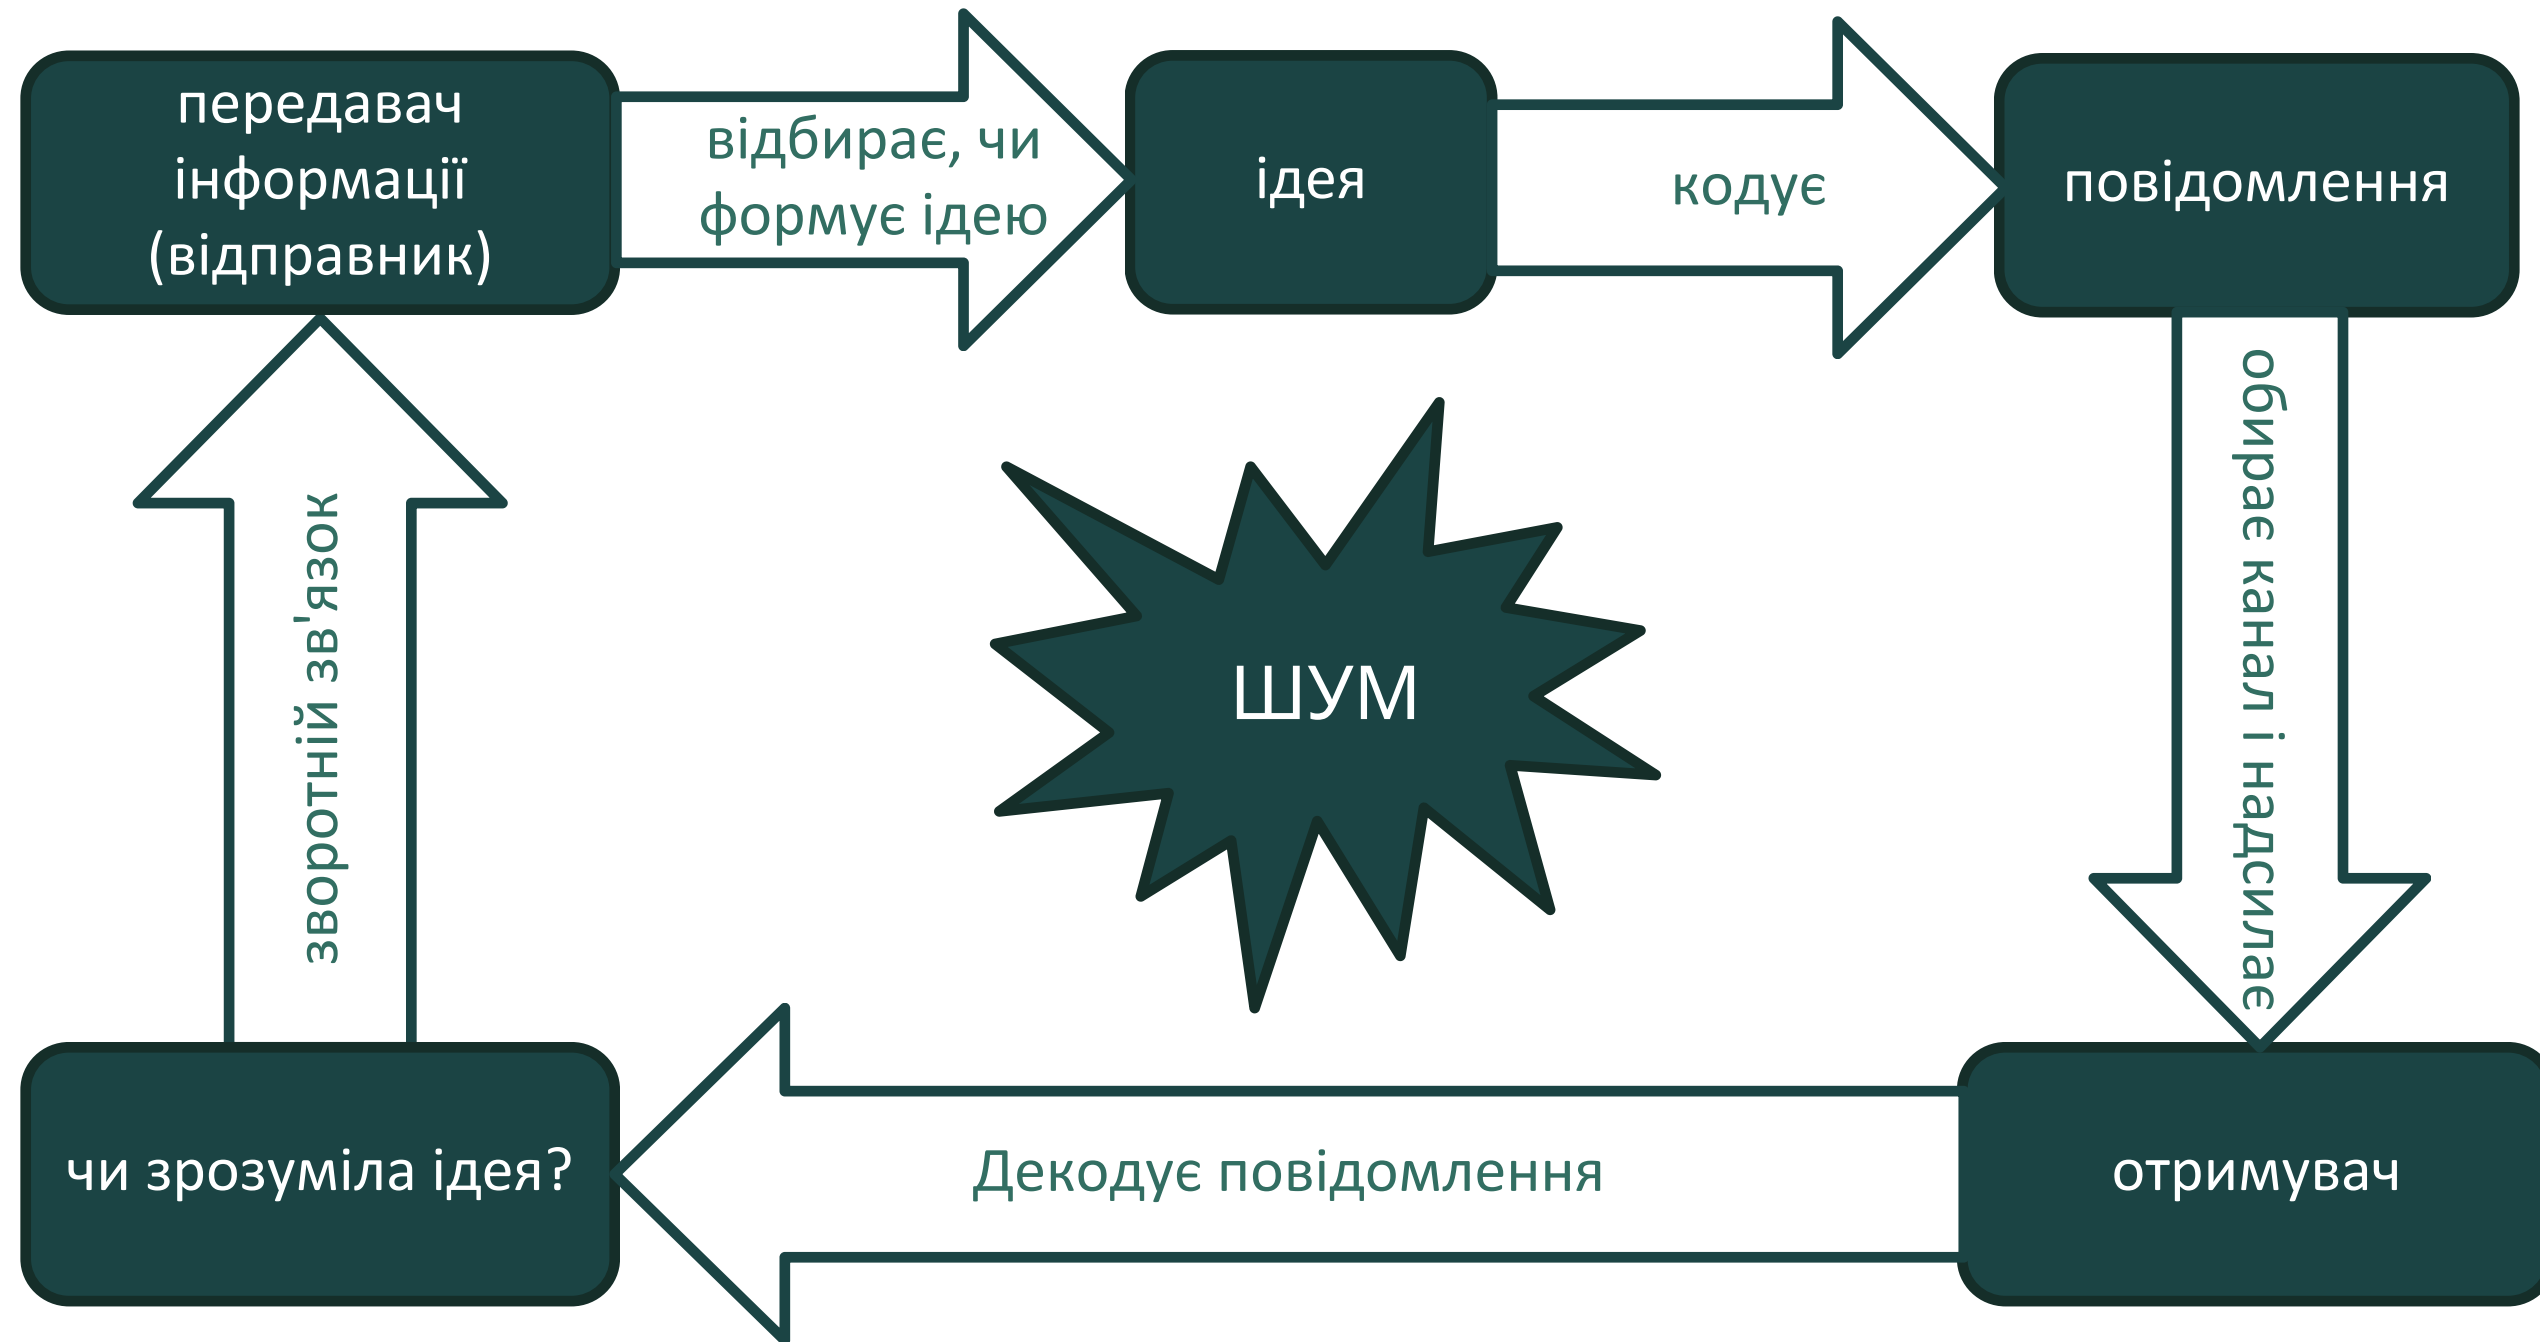 передавач
інформації
(відправник)
відбирає, чи
формує ідею
ідея
кодує
повідомлення
обирає канал і надсилає
ШУМ
зворотній зв'язок
чи зрозуміла ідея?
Декодує повідомлення
отримувач